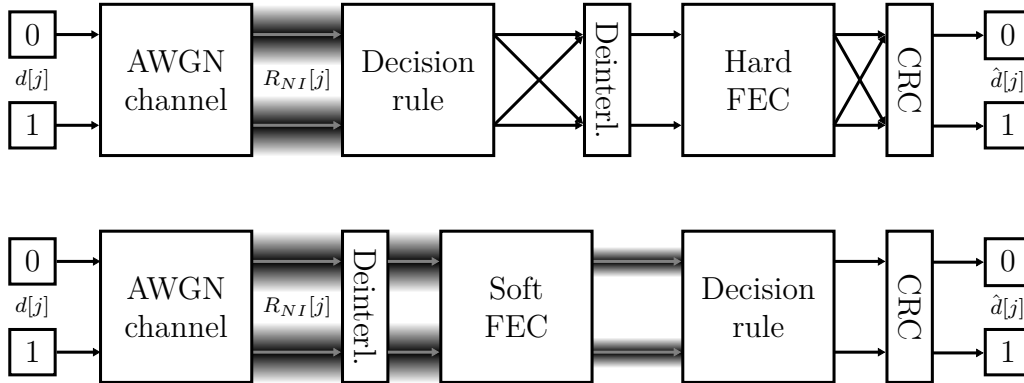 0
d[j]
1
AWGN
channel
R_{NI}[j]
Decision
rule
Deinterl.
Hard
FEC
CRC
0
d̂[j]
1
0
d[j]
1
AWGN
channel
R_{NI}[j]
Deinterl.
Soft
FEC
Decision
rule
CRC
0
d̂[j]
1